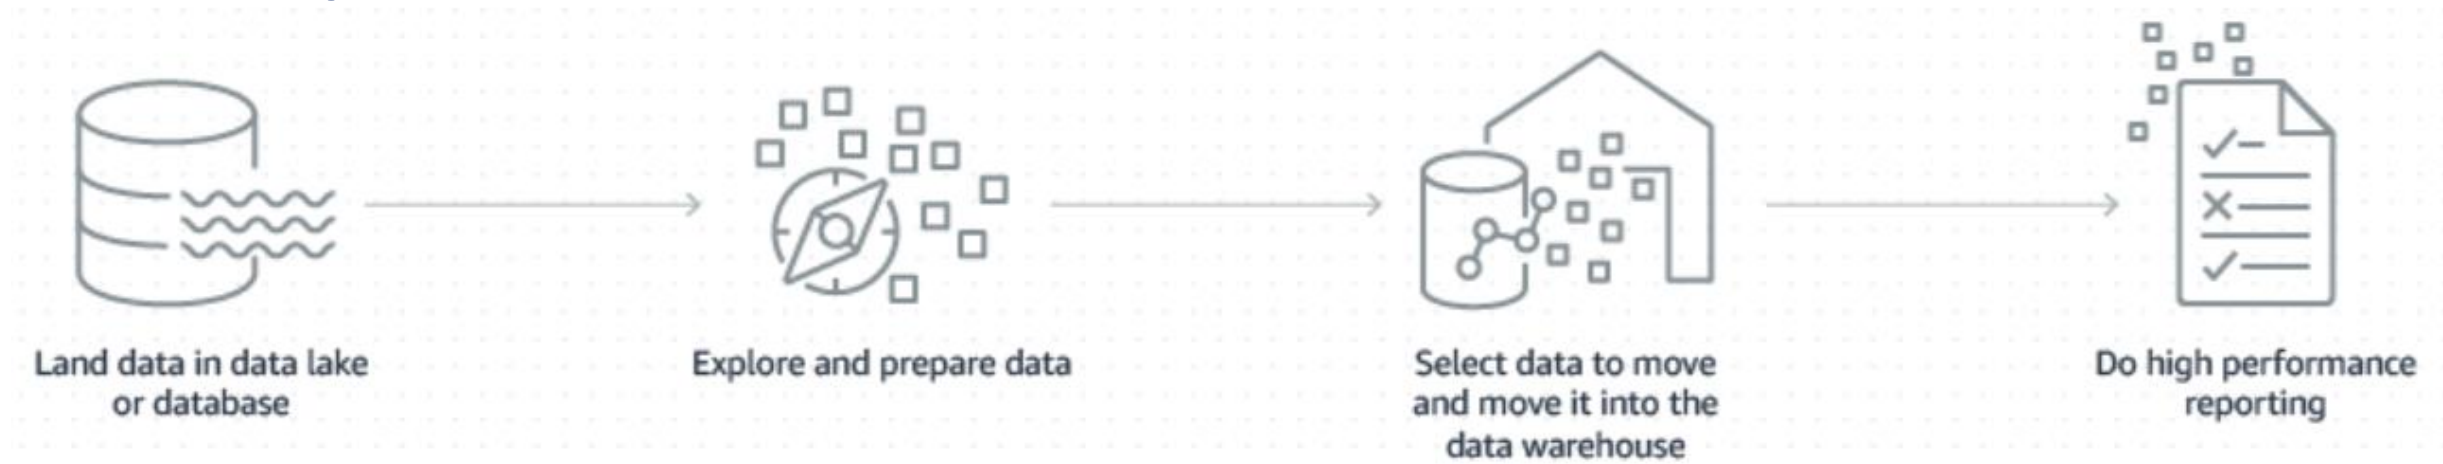 Land data in data lake
or database
Explore and prepare data
Select data to move
and move it into the
data warehouse
Do high performance
reporting